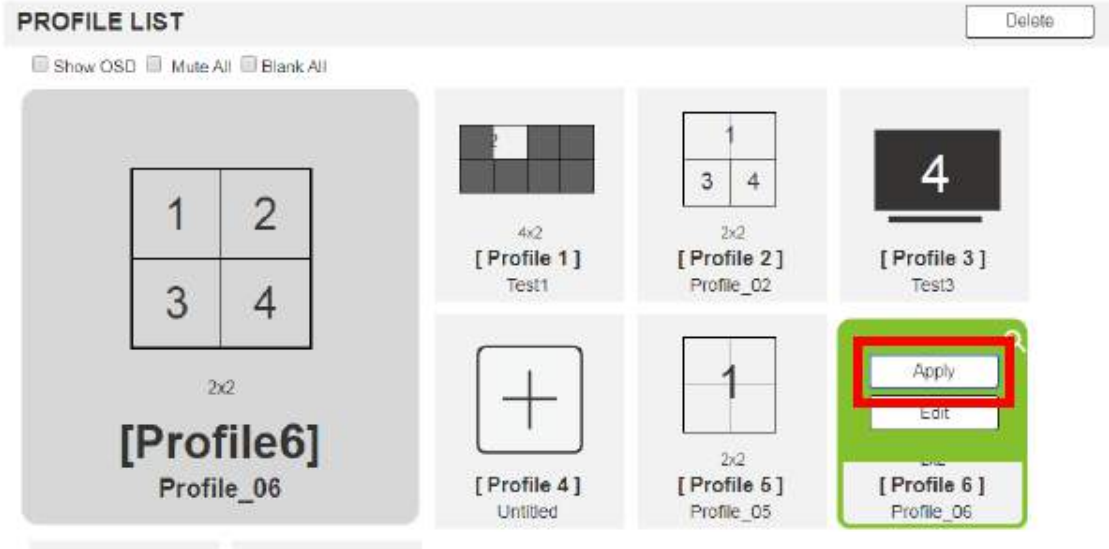 PROFILE LIST
Delete
Show OSD Mute All Blank All
1 2
3 4
2x2
[Profile6]
Profile_06
2
4x2
[ Profile 1 ]
Test1
1
3 4
2x2
[ Profile 2 ]
Profile_02
4
[ Profile 3 ]
Test3
[ Profile 4 ]
Untitled
1
2x2
[ Profile 5 ]
Profile_05
Apply
Edit
[ Profile 6 ]
Profile_06